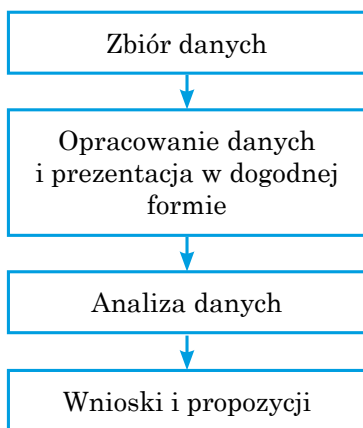 Zbiór danych
Opracowanie danych
i prezentacja w dogodnej
formie
Analiza danych
Wnioski i propozycji